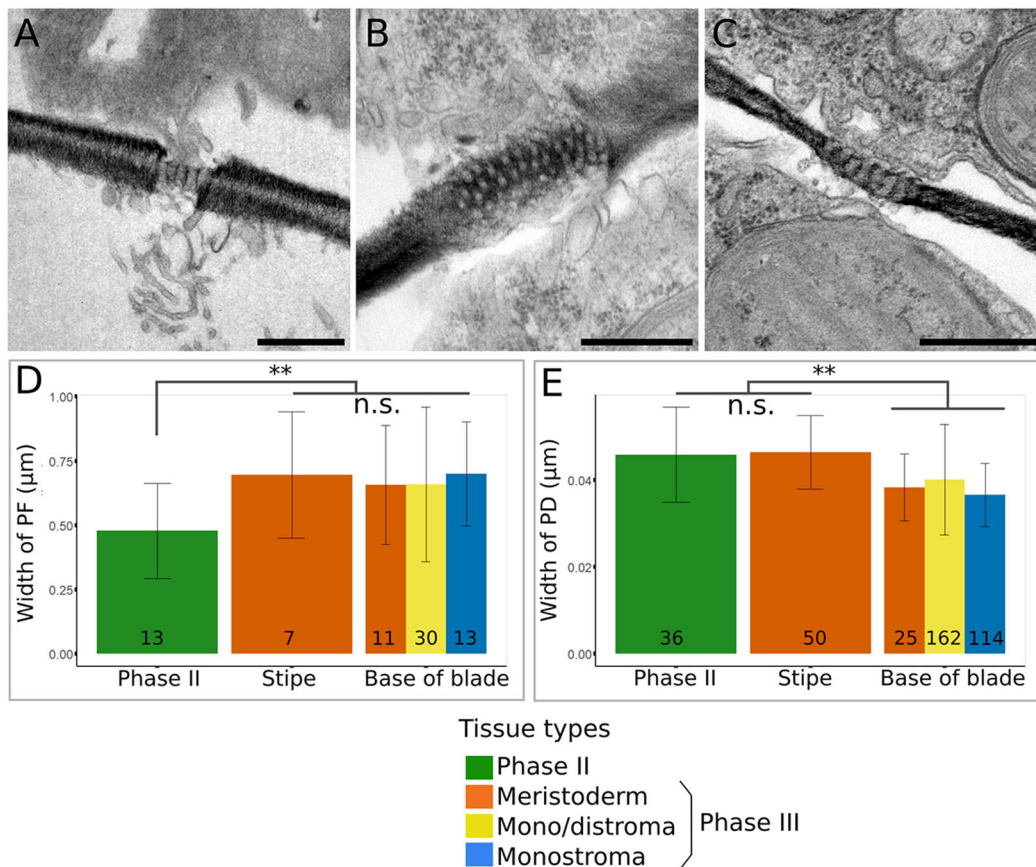 A
B
C
D
**
n.s.
1.00
0.75
0.50
0.25
0.00
Width of PF (µm)
13
7
11
30
13
Phase II
Stipe
Base of blade
E
**
n.s.
0.04
0.02
0.00
Width of PD (µm)
36
50
25
162
114
Phase II
Stipe
Base of blade
Tissue types
Phase II
Meristoderm
Mono/distroma
Monostroma
Phase III